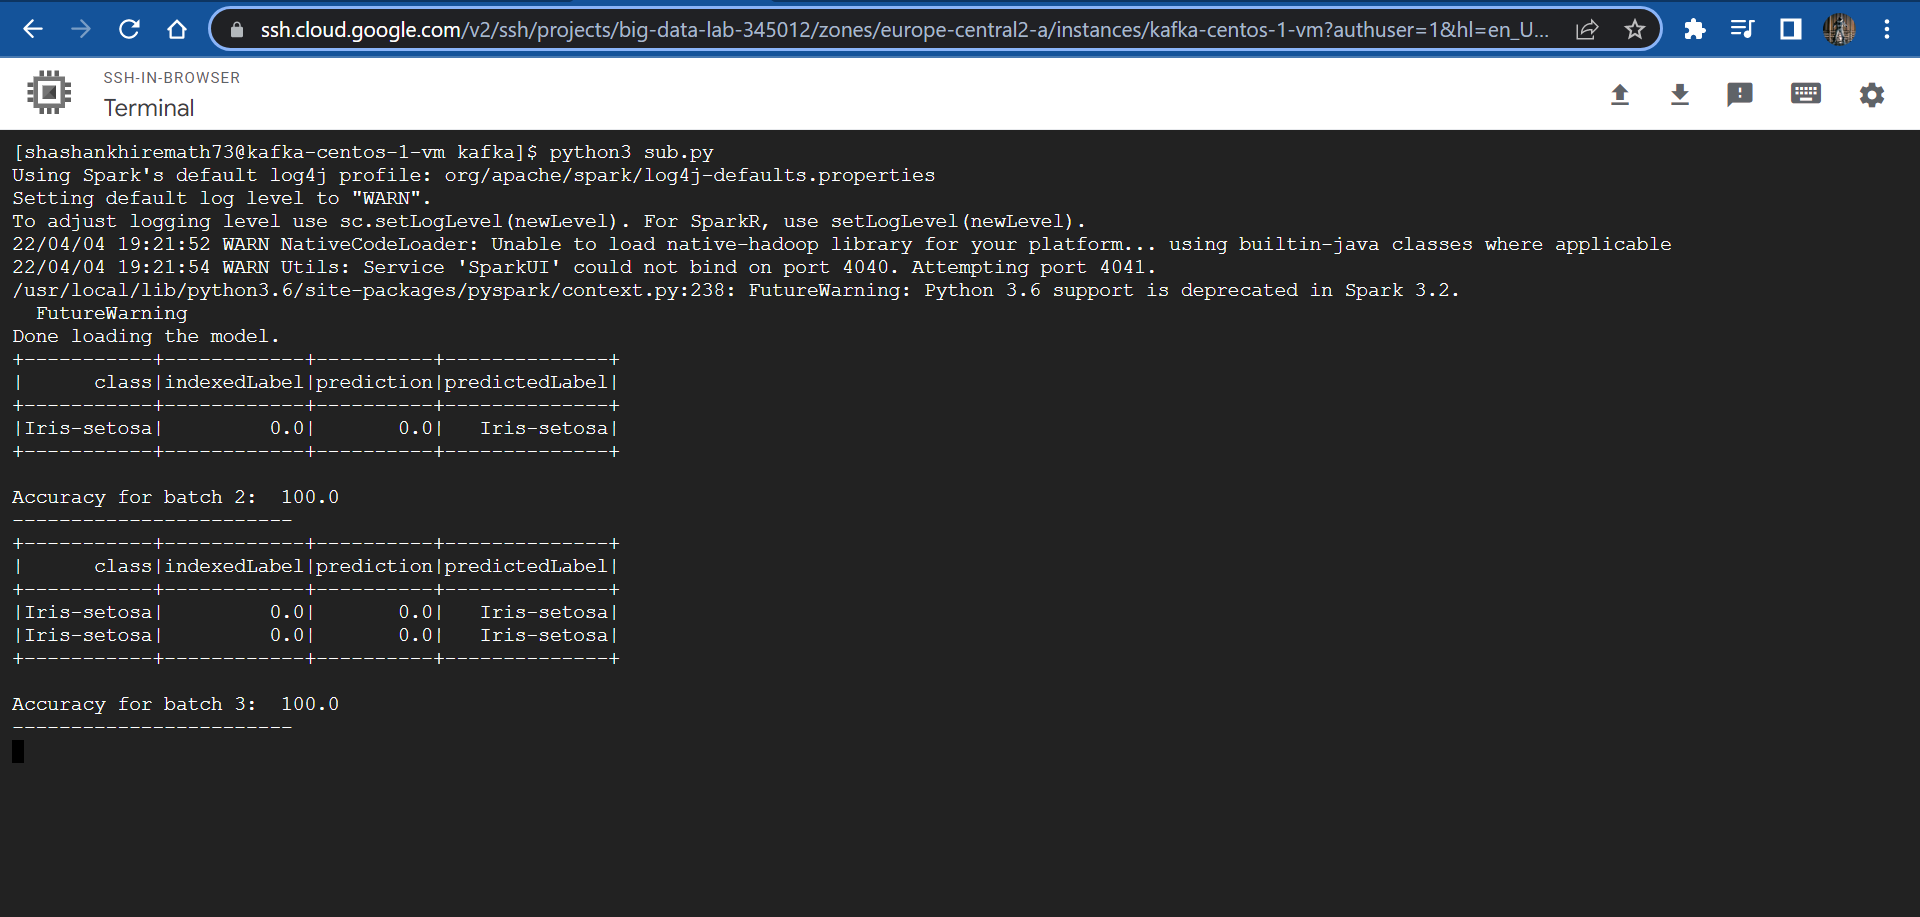 ssh.cloud.google.com/v2/ssh/projects/big-data-lab-345012/zones/europe-central2-a/instances/kafka-centos-1-vm?authuser=1&hl=en_U...
SSH-IN-BROWSER
Terminal
[shashankhiremath73@kafka-centos-1-vm kafka]$ python3 sub.py
Using Spark's default log4j profile: org/apache/spark/log4j-defaults.properties
Setting default log level to "WARN".
To adjust logging level use sc.setLogLevel(newLevel). For SparkR, use setLogLevel(newLevel).
22/04/04 19:21:52 WARN NativeCodeLoader: Unable to load native-hadoop library for your platform... using builtin-java classes where applicable
22/04/04 19:21:54 WARN Utils: Service 'SparkUI' could not bind on port 4040. Attempting port 4041.
/usr/local/lib/python3.6/site-packages/pyspark/context.py:238: FutureWarning: Python 3.6 support is deprecated in Spark 3.2.
  FutureWarning
Done loading the model.
+-----------+------------+----------+--------------+
|      class|indexedLabel|prediction|predictedLabel|
+-----------+------------+----------+--------------+
|Iris-setosa|         0.0|       0.0|   Iris-setosa|
+-----------+------------+----------+--------------+
Accuracy for batch 2:  100.0
------------------------
+-----------+------------+----------+--------------+
|      class|indexedLabel|prediction|predictedLabel|
+-----------+------------+----------+--------------+
|Iris-setosa|         0.0|       0.0|   Iris-setosa|
|Iris-setosa|         0.0|       0.0|   Iris-setosa|
+-----------+------------+----------+--------------+
Accuracy for batch 3:  100.0
------------------------